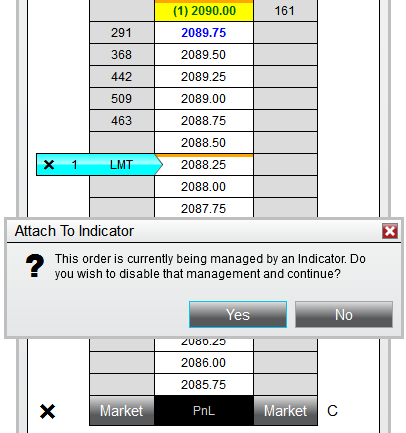 (1) 2090.00 161
291 2089.75
368 2089.50
442 2089.25
509 2089.00
463 2088.75
2088.50
1 LMT 2088.25
2088.00
2087.75
Attach To Indicator
? This order is currently being managed by an Indicator. Do
you wish to disable that management and continue?
Yes No
2086.25
2086.00
2085.75
Market PnL Market C